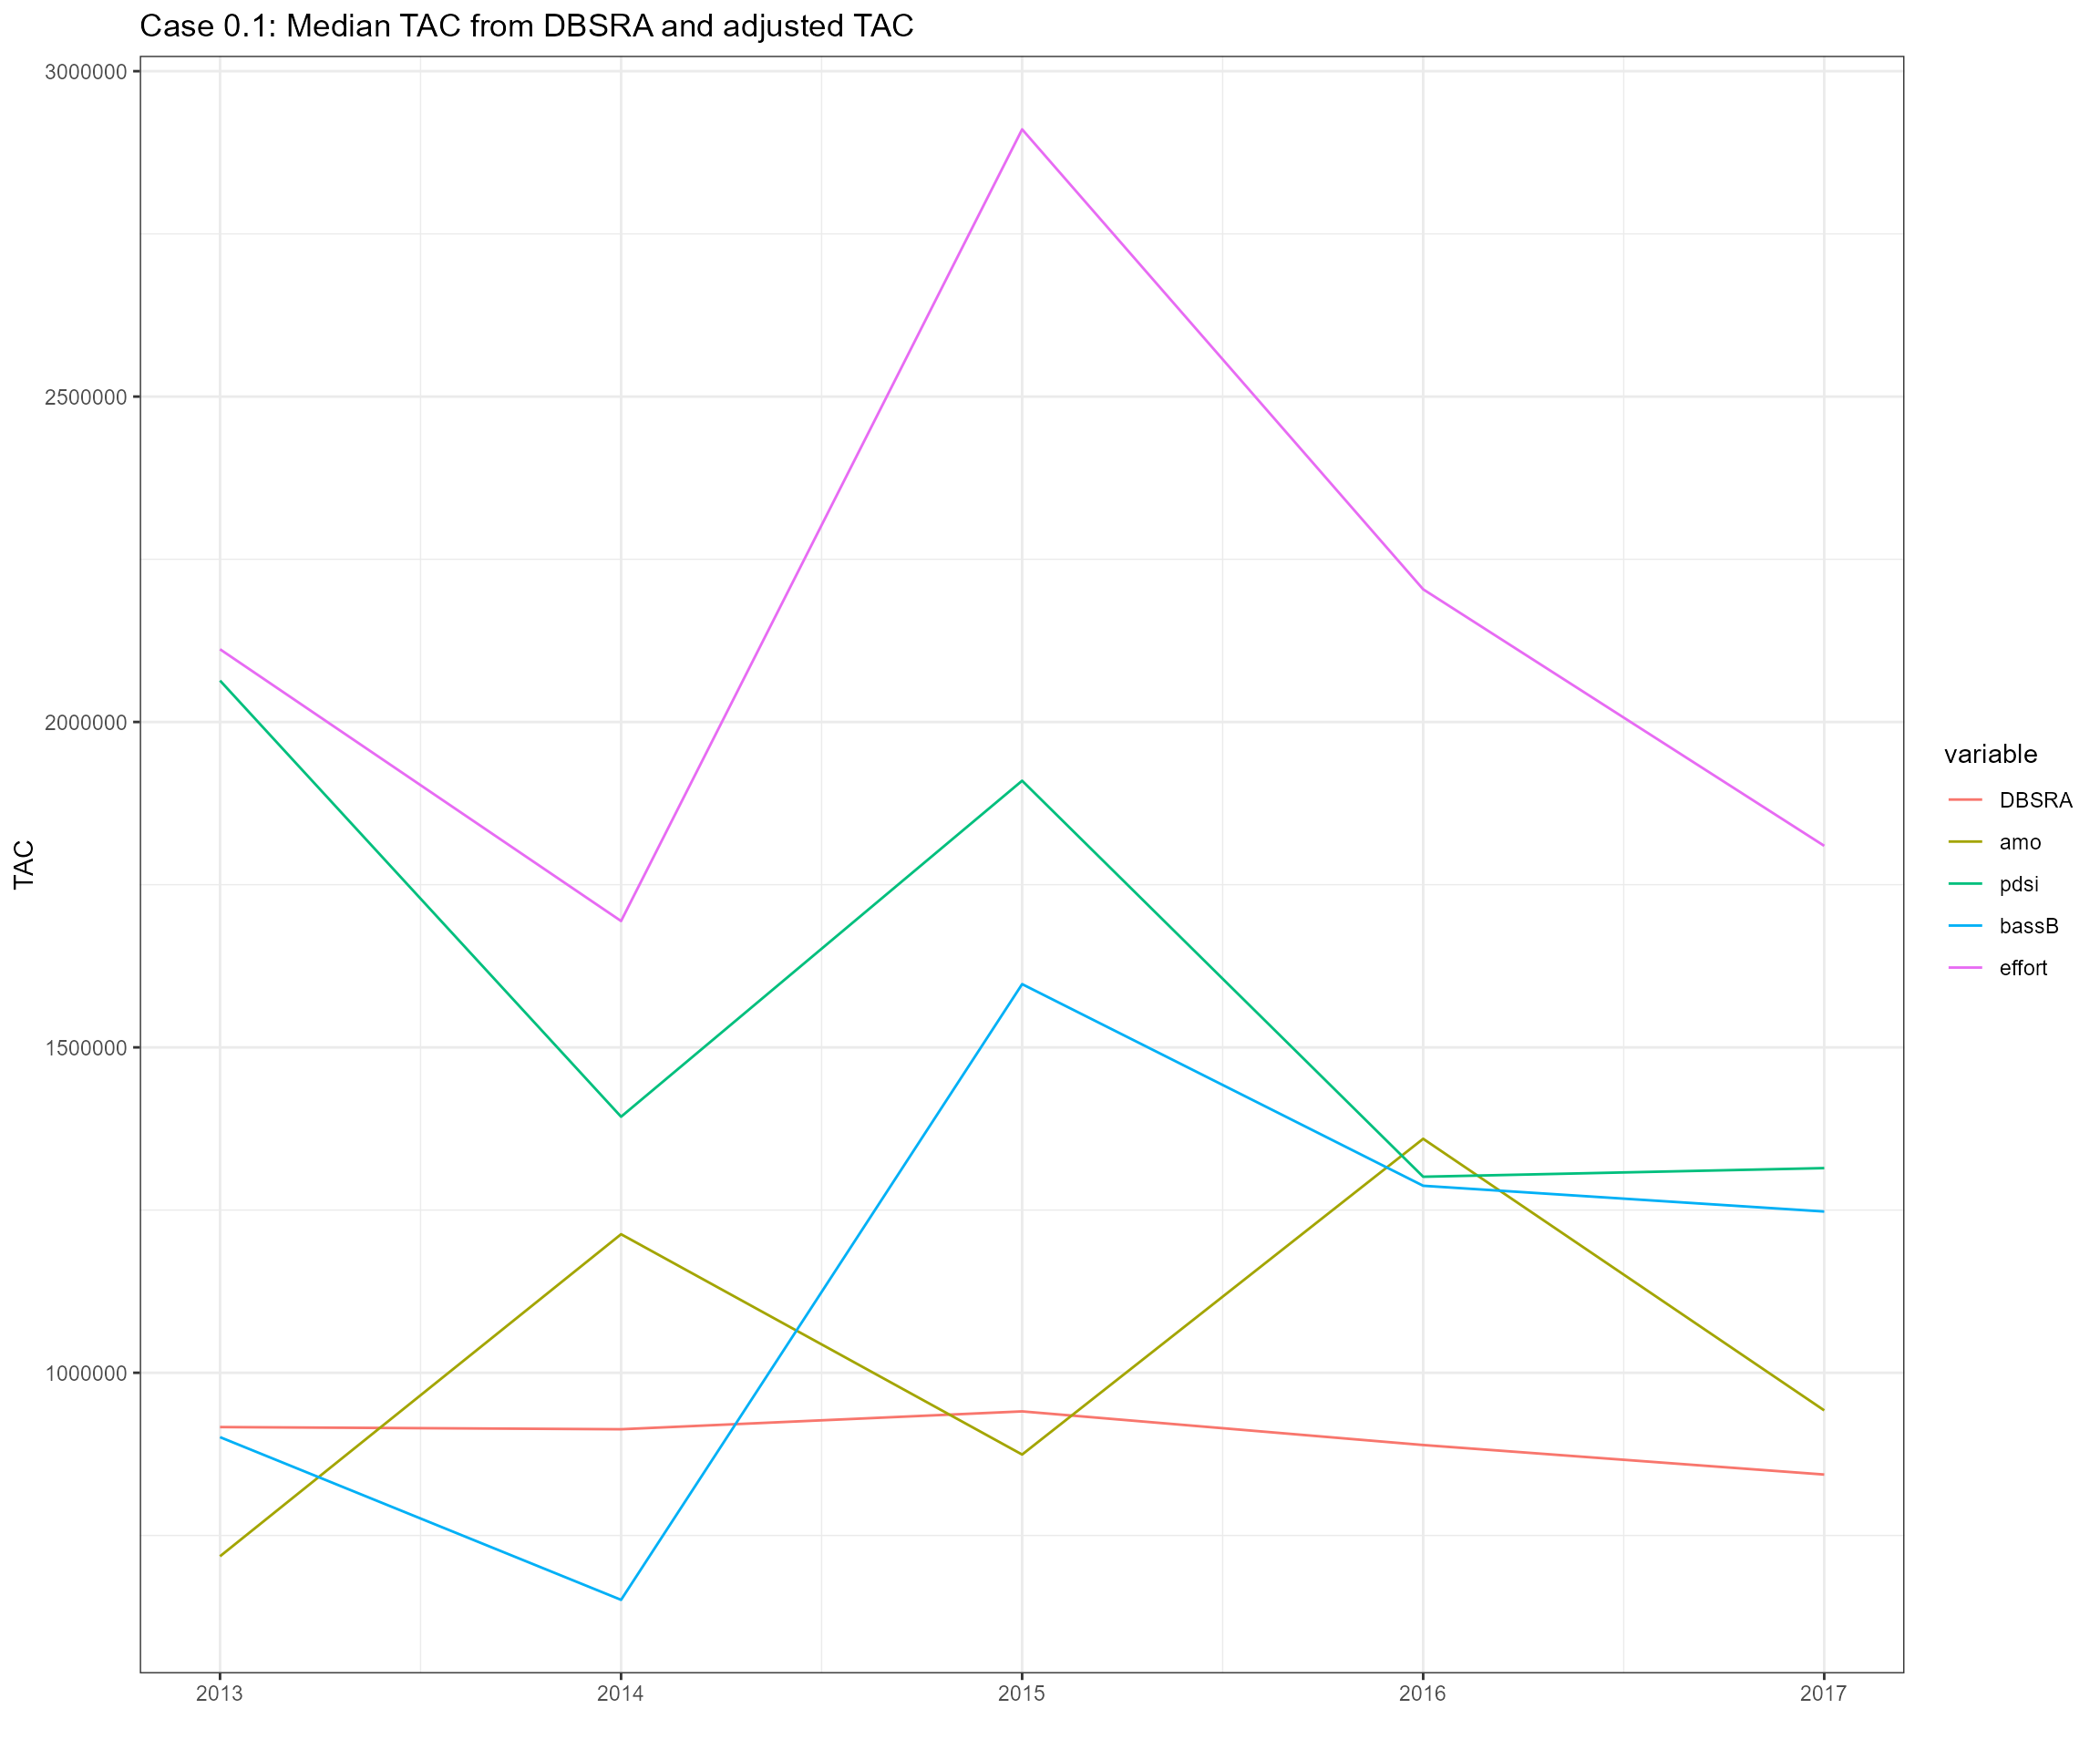 Case 0.1: Median TAC from DBSRA and adjusted TAC
3000000
2500000
2000000
1500000
1000000
TAC
2013 2014 2015 2016 2017
variable
DBSRA
amo
pdsi
bassB
effort